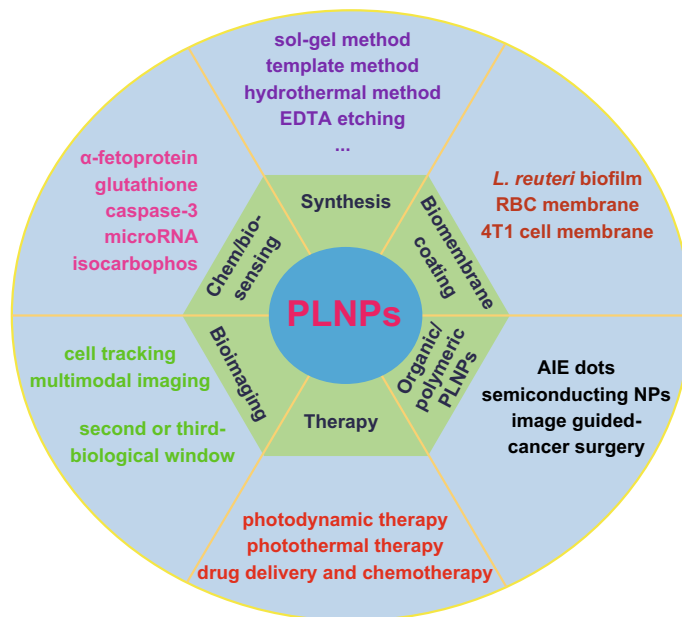 sol-gel method
template method
hydrothermal method
EDTA etching
...
α-fetoprotein
glutathione
caspase-3
microRNA
isocarbophos
L. reuteri biofilm
RBC membrane
4T1 cell membrane
Synthesis
Chem/bio-
sensing
Biomembrane
coating
PLNPs
Bioimaging
Therapy
Organic/
polymeric
PLNPs
cell tracking
multimodal imaging
second or third-
biological window
AIE dots
semiconducting NPs
image guided-
cancer surgery
photodynamic therapy
photothermal therapy
drug delivery and chemotherapy